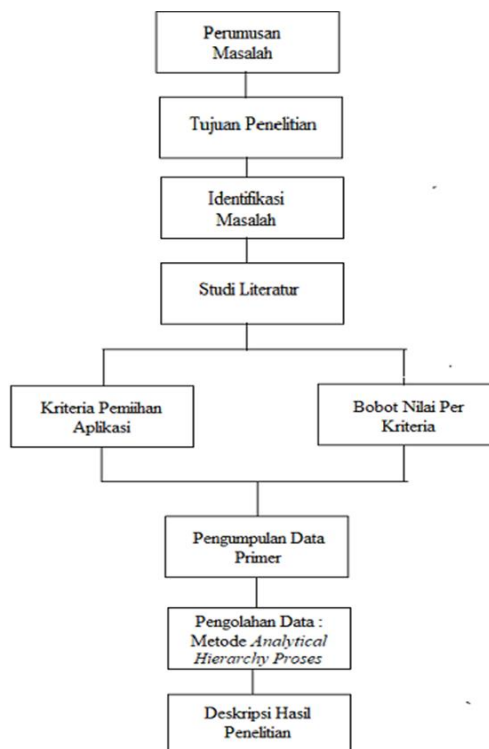 Perumusan
Masalah
Tujuan Penelitian
Identifikasi
Masalah
Studi Literatur
Kriteria Pemiihan
Aplikasi
Bobot Nilai Per
Kriteria
Pengumpulan Data
Primer
Pengolahan Data :
Metode Analytical
Hierarchy Proses
Deskripsi Hasil
Penelitian